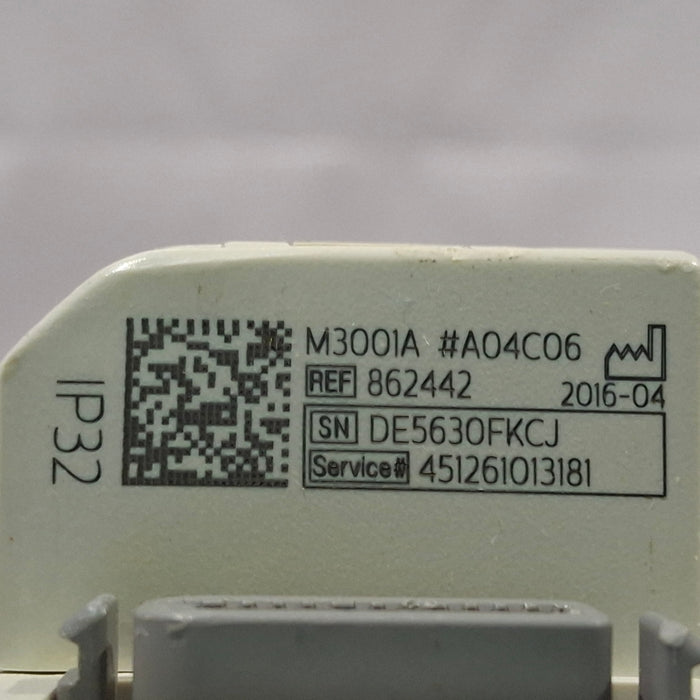 M3001A #A04C06
REF 862442
2016-04
SN DE5630FKCJ
Service# 451261013181
IP32